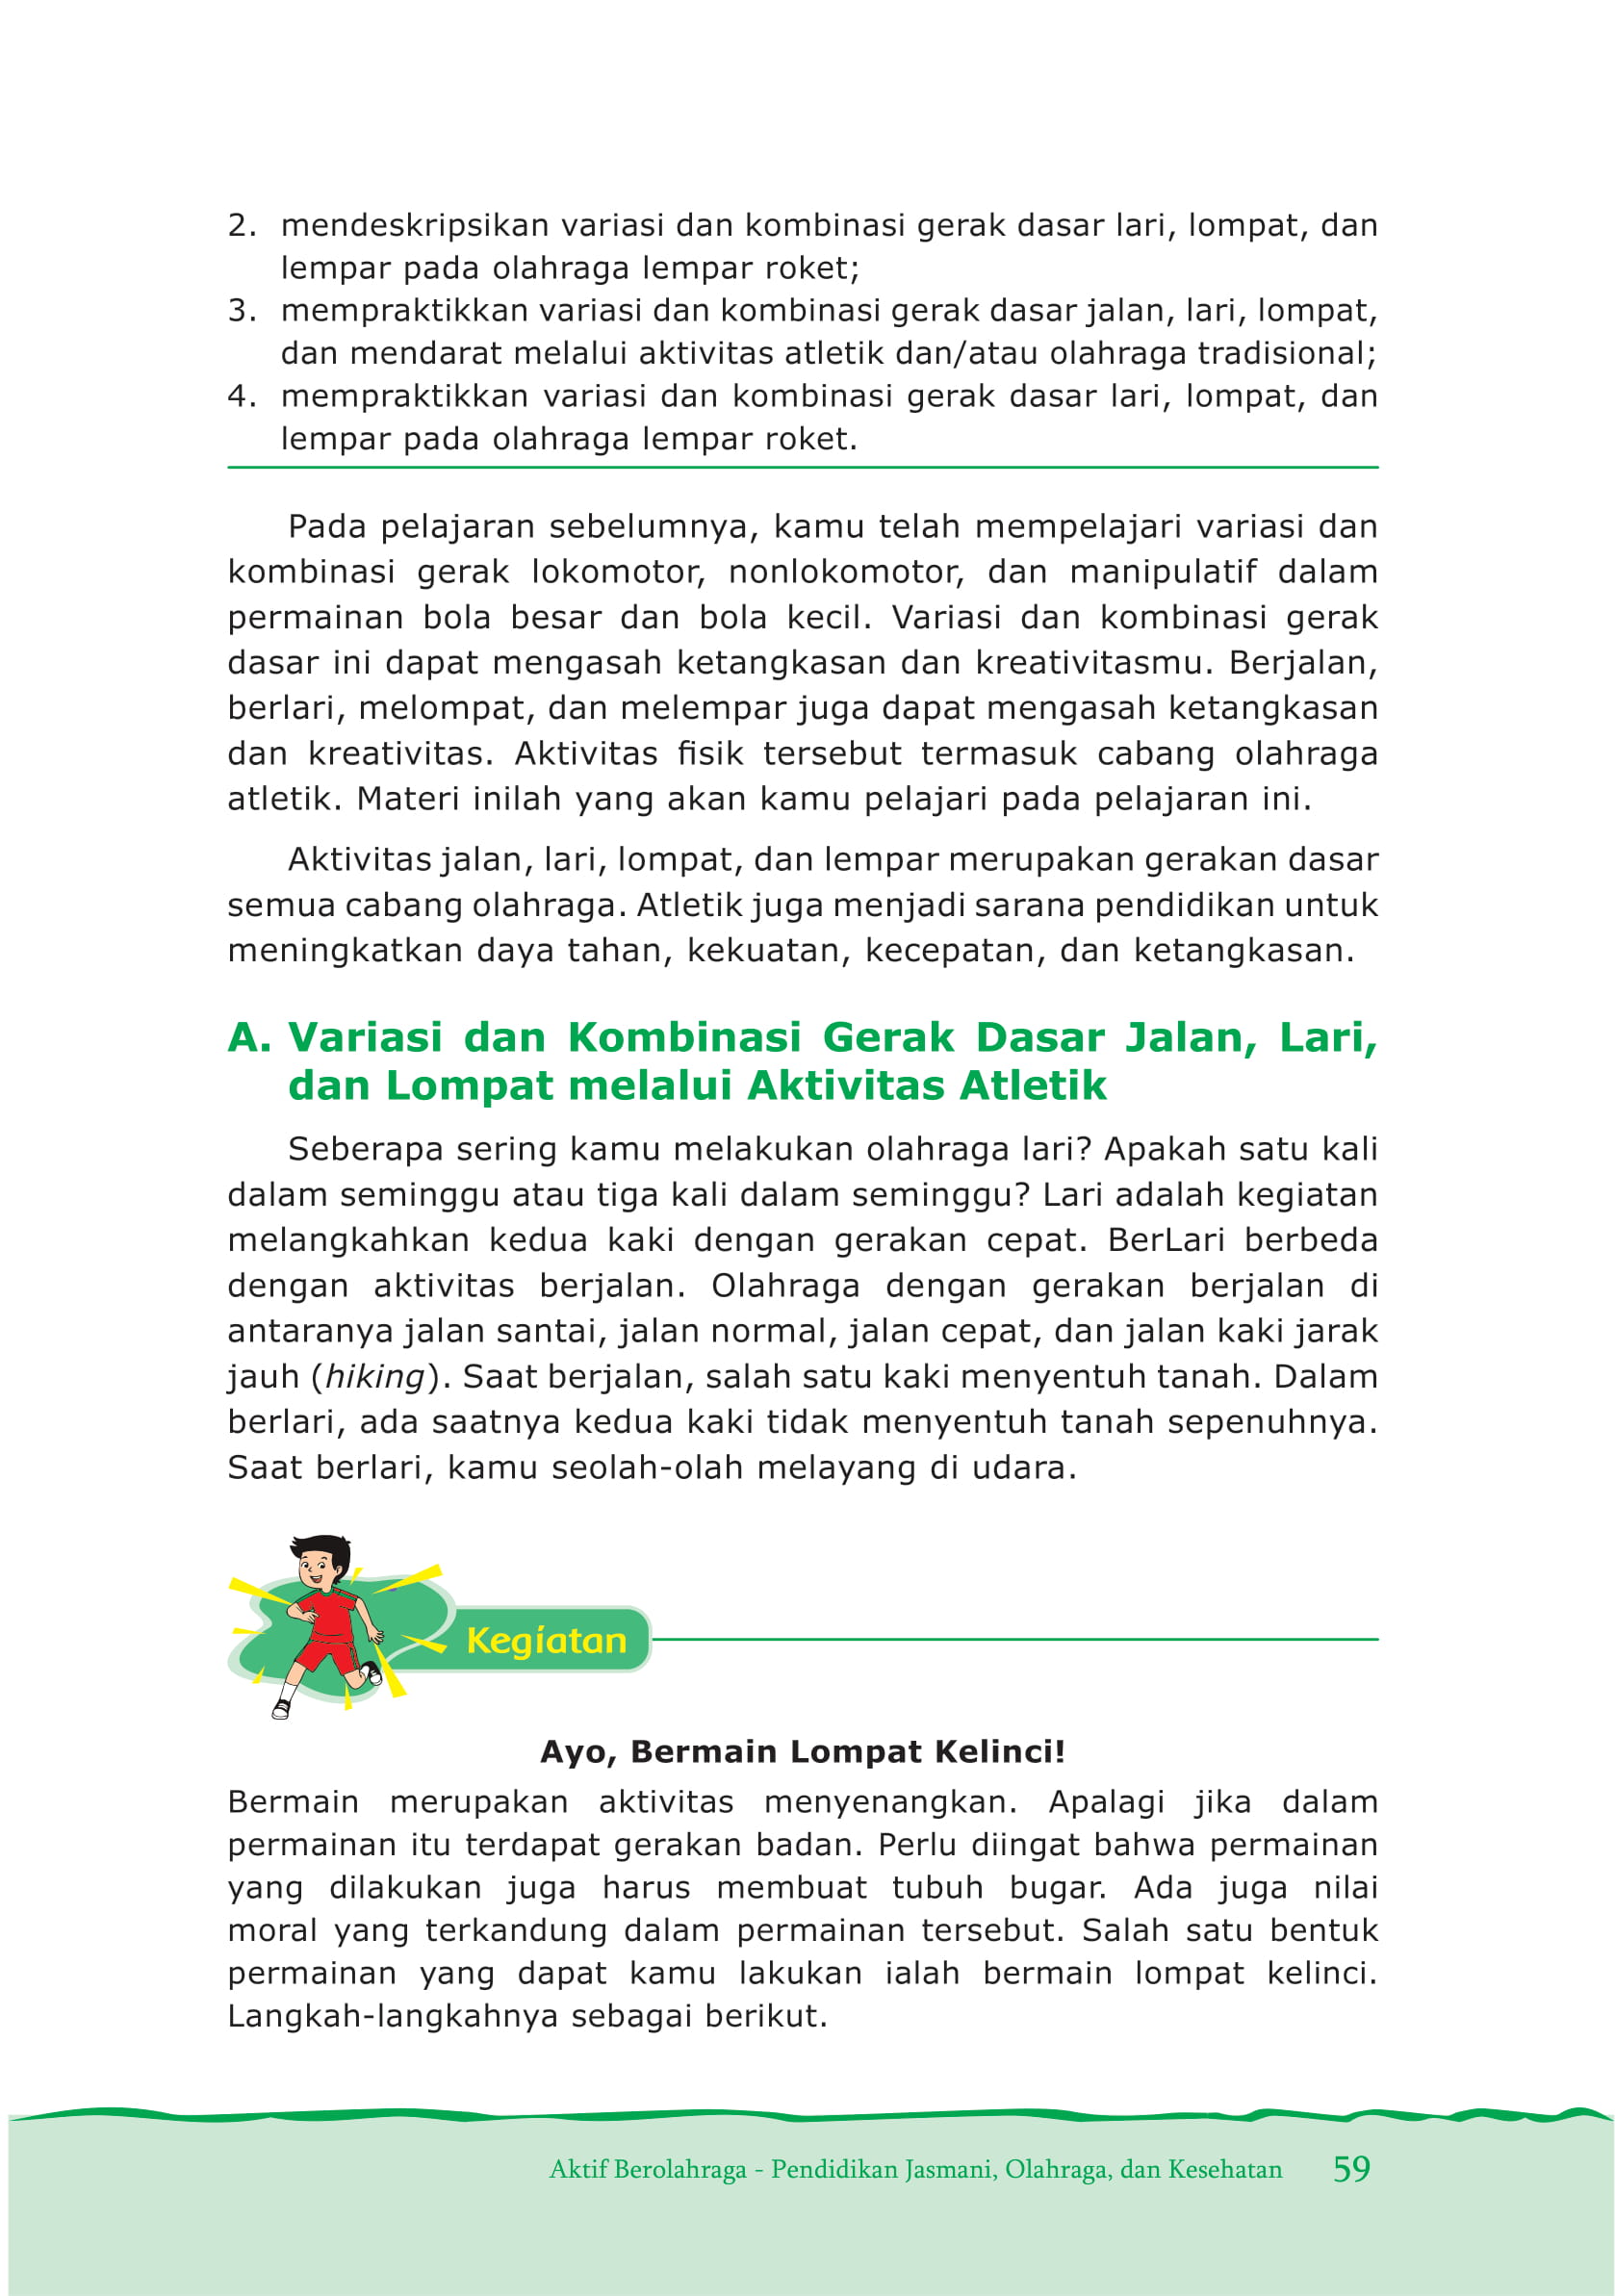 2. mendeskripsikan variasi dan kombinasi gerak dasar lari, lompat, dan
lempar pada olahraga lempar roket;
3. mempraktikkan variasi dan kombinasi gerak dasar jalan, lari, lompat,
dan mendarat melalui aktivitas atletik dan/atau olahraga tradisional;
4. mempraktikkan variasi dan kombinasi gerak dasar lari, lompat, dan
lempar pada olahraga lempar roket.
Pada pelajaran sebelumnya, kamu telah mempelajari variasi dan
kombinasi gerak lokomotor, nonlokomotor, dan manipulatif dalam
permainan bola besar dan bola kecil. Variasi dan kombinasi gerak
dasar ini dapat mengasah ketangkasan dan kreativitasmu. Berjalan,
berlari, melompat, dan melempar juga dapat mengasah ketangkasan
dan kreativitas. Aktivitas fisik tersebut termasuk cabang olahraga
atletik. Materi inilah yang akan kamu pelajari pada pelajaran ini.
Aktivitas jalan, lari, lompat, dan lempar merupakan gerakan dasar
semua cabang olahraga. Atletik juga menjadi sarana pendidikan untuk
meningkatkan daya tahan, kekuatan, kecepatan, dan ketangkasan.
A. Variasi dan Kombinasi Gerak Dasar Jalan, Lari,
dan Lompat melalui Aktivitas Atletik
Seberapa sering kamu melakukan olahraga lari? Apakah satu kali
dalam seminggu atau tiga kali dalam seminggu? Lari adalah kegiatan
melangkahkan kedua kaki dengan gerakan cepat. BerLari berbeda
dengan aktivitas berjalan. Olahraga dengan gerakan berjalan di
antaranya jalan santai, jalan normal, jalan cepat, dan jalan kaki jarak
jauh (hiking). Saat berjalan, salah satu kaki menyentuh tanah. Dalam
berlari, ada saatnya kedua kaki tidak menyentuh tanah sepenuhnya.
Saat berlari, kamu seolah-olah melayang di udara.
Kegiatan
Ayo, Bermain Lompat Kelinci!
Bermain merupakan aktivitas menyenangkan. Apalagi jika dalam
permainan itu terdapat gerakan badan. Perlu diingat bahwa permainan
yang dilakukan juga harus membuat tubuh bugar. Ada juga nilai
moral yang terkandung dalam permainan tersebut. Salah satu bentuk
permainan yang dapat kamu lakukan ialah bermain lompat kelinci.
Langkah-langkahnya sebagai berikut.
Aktif Berolahraga - Pendidikan Jasmani, Olahraga, dan Kesehatan 59